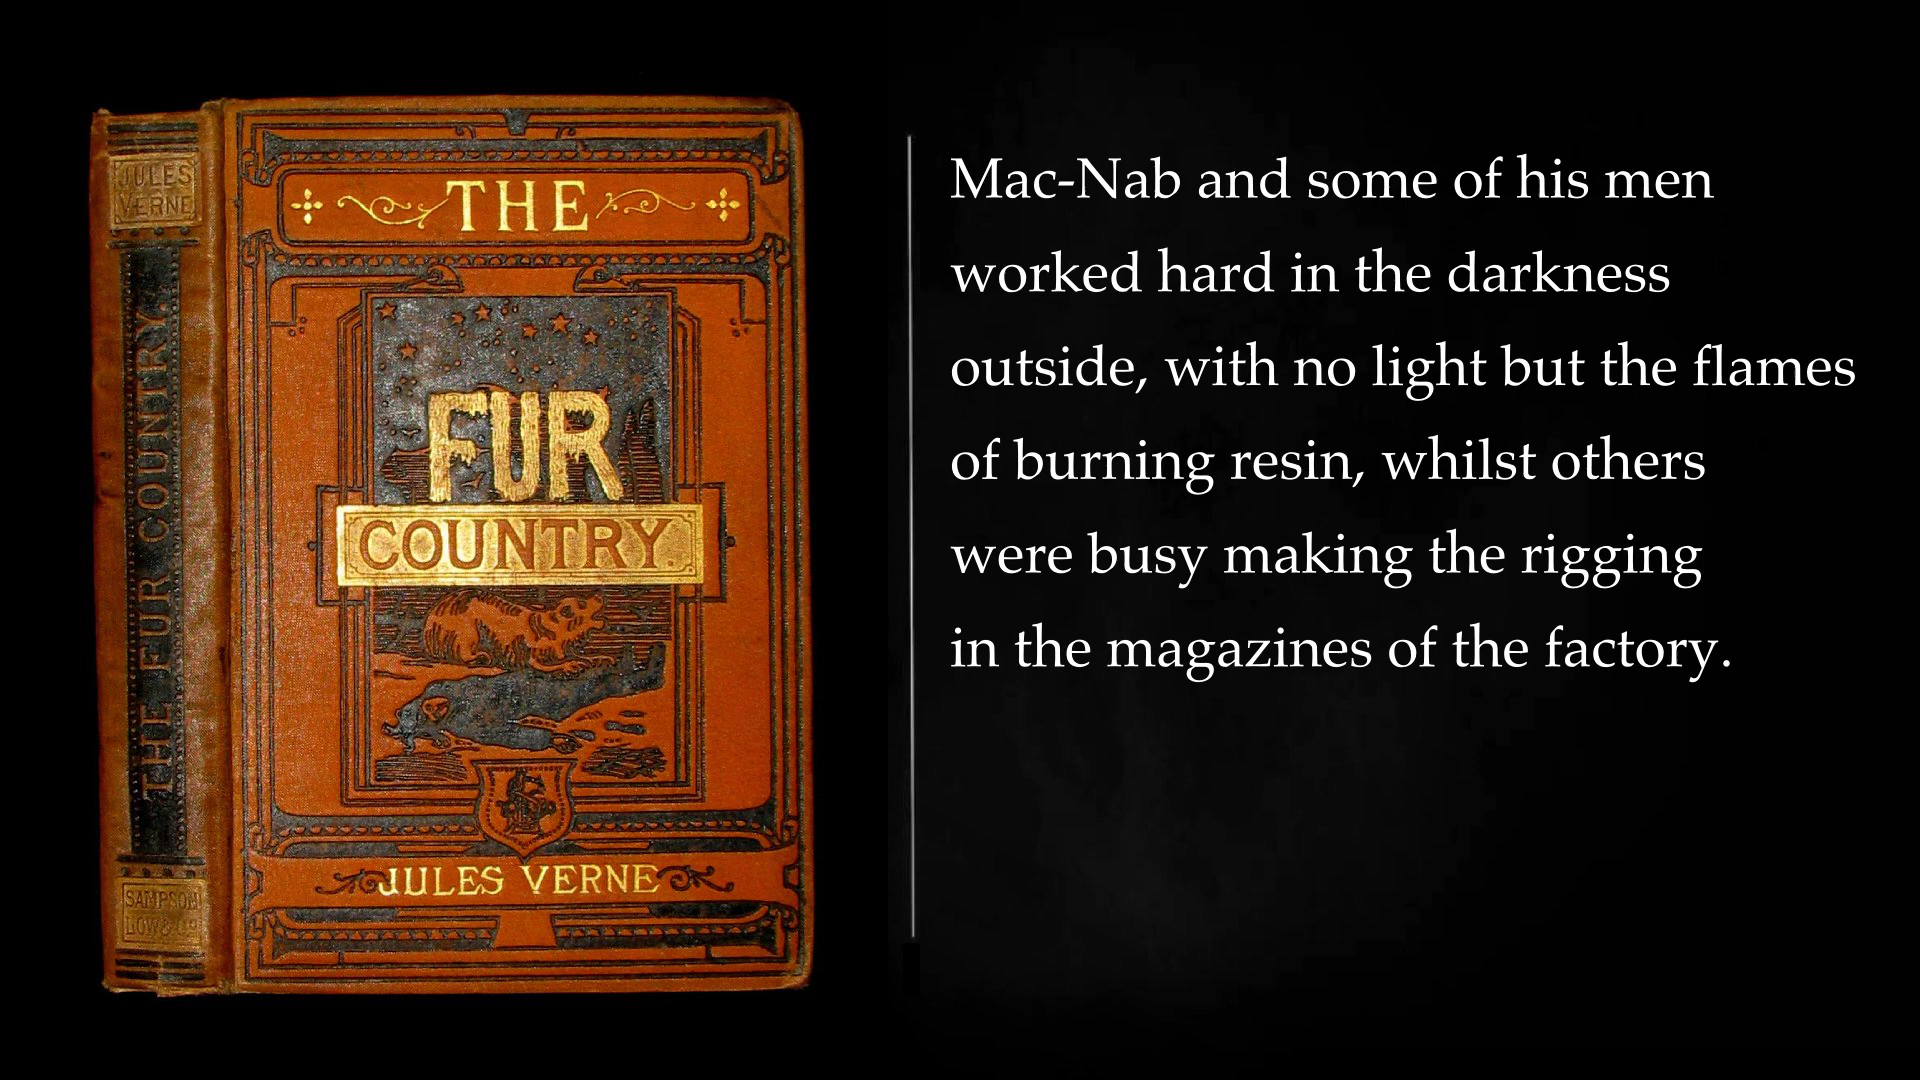 JULES
VERNE
THE FUR COUNTRY.
SAMPSON
LOW & Co
THE
FUR
COUNTRY.
JULES VERNE
Mac-Nab and some of his men
worked hard in the darkness
outside, with no light but the flames
of burning resin, whilst others
were busy making the rigging
in the magazines of the factory.